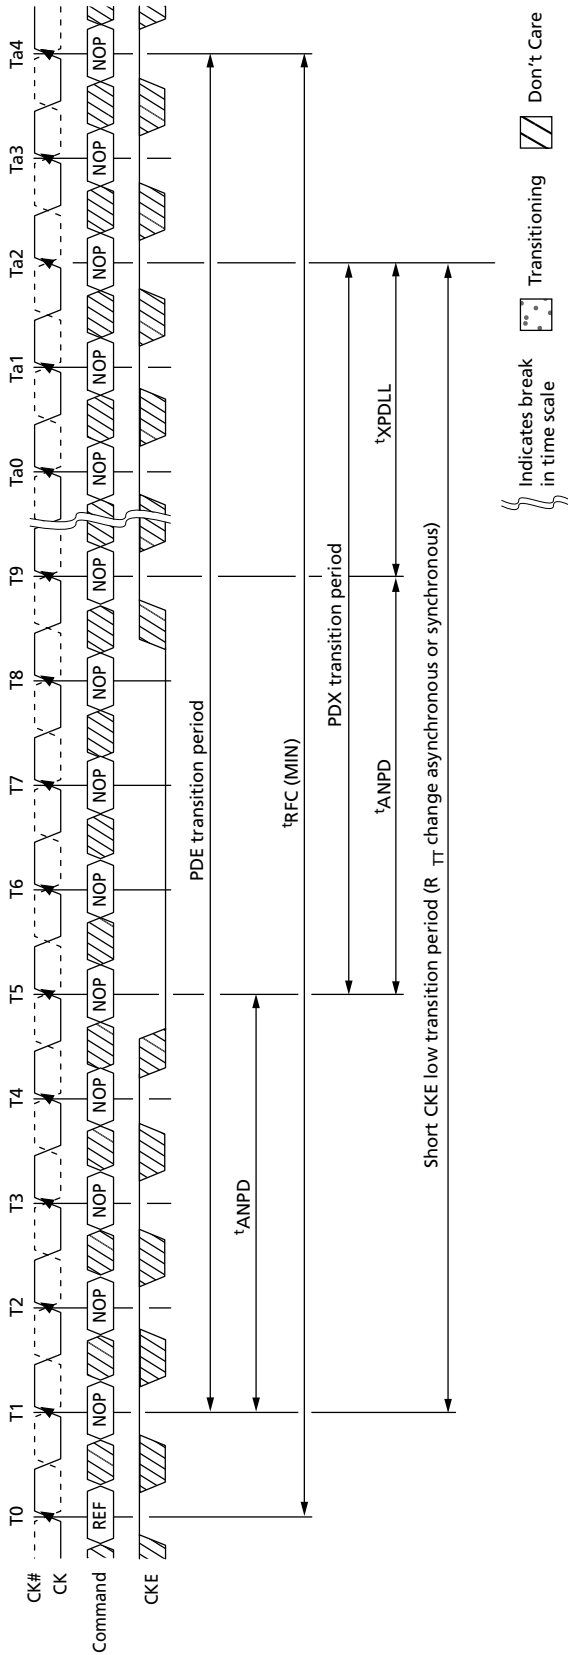 T0 T1 T2 T3 T4 T5 T6 T7 T8 T9 Ta0 Ta1 Ta2 Ta3 Ta4
CK#
CK
Command REF NOP NOP NOP NOP NOP NOP NOP NOP NOP NOP NOP NOP NOP NOP
CKE
PDE transition period
tANPD
tRFC (MIN)
PDX transition period
tANPD tXPDLL
Short CKE low transition period (R TT change asynchronous or synchronous)
Indicates break
in time scale
Transitioning
Don't Care